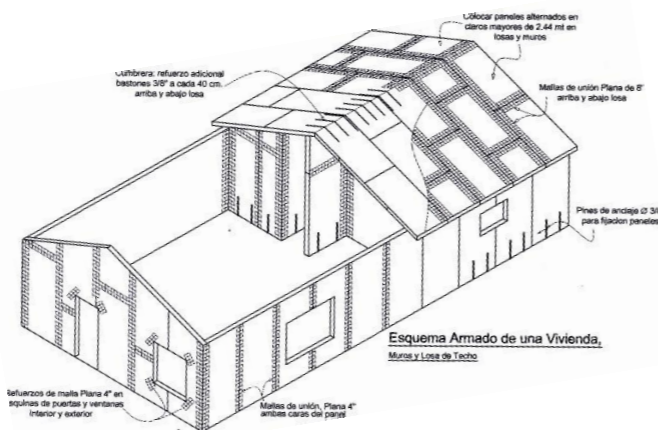 Colocar paneles alternados en
claros mayores de 2.44 mt en
losas y muros
Cumbrera: refuerzo adicional
bastones 3/8" a cada 40 cm.
arriba y abajo losa
Mallas de unión Plana de 8"
arriba y abajo losa
Pines de anclaje Ø 3/8
para fijacion paneles
Esquema Armado de una Vivienda,
Muros y Losa de Techo
Refuerzos de malla Plana 4" en
esquinas de puertas y ventanas
interior y exterior
Mallas de unión, Plana 4"
ambas caras del panel